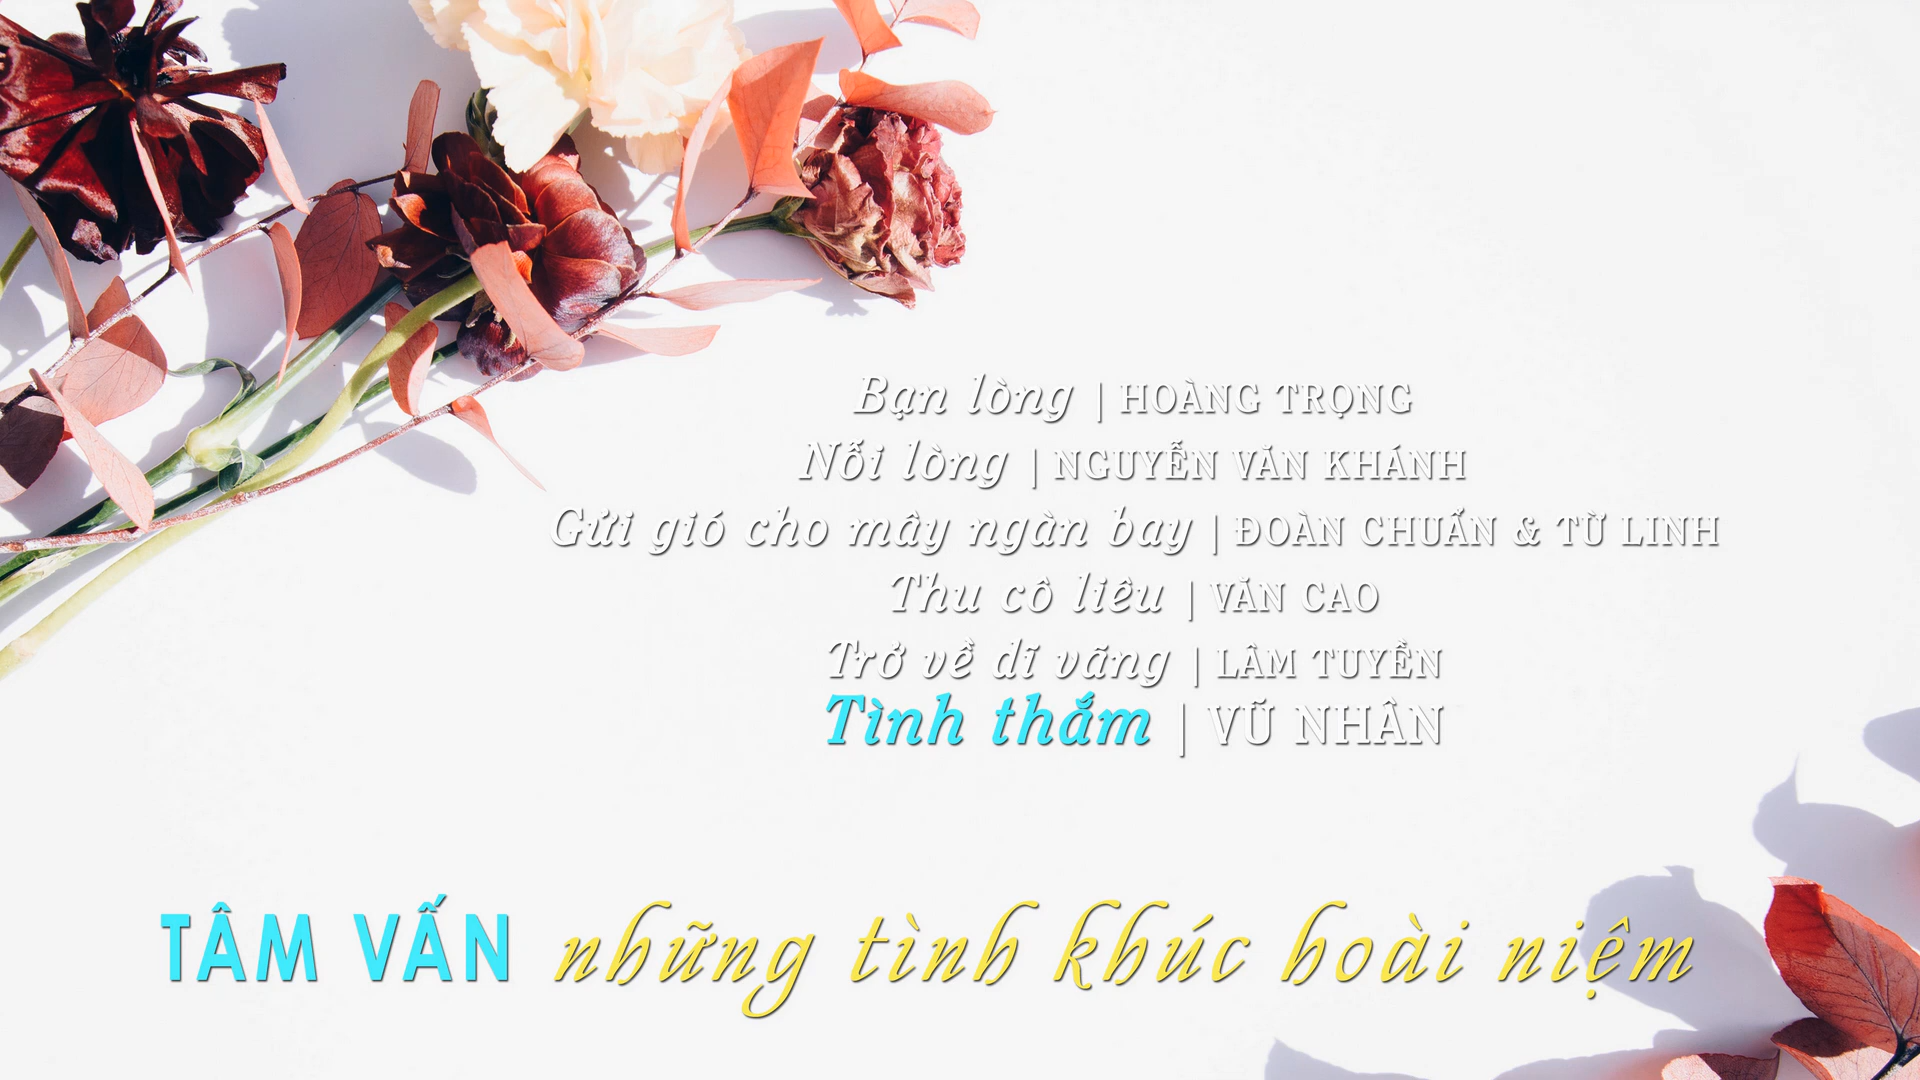 Bạn lòng | HOÀNG TRỌNG
Nỗi lòng | NGUYỄN VĂN KHÁNH
Gửi gió cho mây ngàn bay | ĐOÀN CHUẨN & TỪ LINH
Thu cô liêu | VĂN CAO
Trở về dĩ vãng | LÂM TUYỀN
Tình thắm | VŨ NHÂN
TÂM VẤN những tình khúc hoài niệm